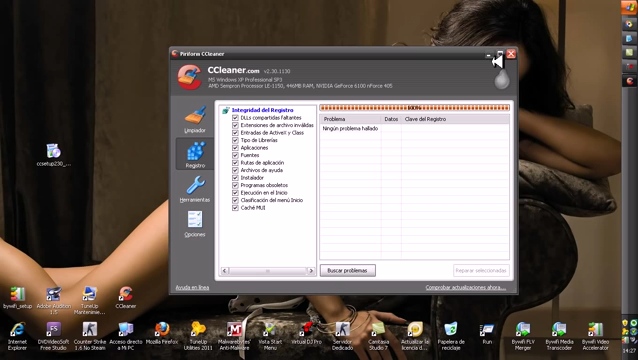 Piriform CCleaner
CCleaner.com v2.30.1130
MS Windows XP Professional SP3
AMD Sempron Processor LE-1150, 446MB RAM, NVIDIA GeForce 6100 nForce 405
Limpiador
Registro
Herramientas
Opciones
Integridad del Registro
DLLs compartidas faltantes
Extensiones de archivo inválidas
Entradas de ActiveX y Class
Tipo de Librerias
Aplicaciones
Fuentes
Rutas de aplicación
Archivos de ayuda
Instalador
Programas obsoletos
Ejecución en el Inicio
Clasificación del menú Inicio
Caché MUI
100%
Problema Datos Clave del Registro
Ningún problema hallado
Buscar problemas
Reparar seleccionadas...
Ayuda en línea
Comprobar actualizaciones ahora...
ccsetup230_...
bywifi_setup
Adobe Audition 1.5
TuneUp Mantenimie...
CCleaner
Internet Explorer
DVDVideoSoft Free Studio
Counter Strike 1.6 No Steam
Acceso directo a Mi PC
Mozilla Firefox
TuneUp Utilities 2011
Malwarebytes' Anti-Malware
Vista Start Menu
Virtual DJ Pro
Servidor Dedicado
Camtasia Studio 7
Actualizar la licencia d...
Papelera de reciclaje
Run
Bywifi FLV Merger
Bywifi Media Transcoder
Bywifi Video Accelerator
14:27